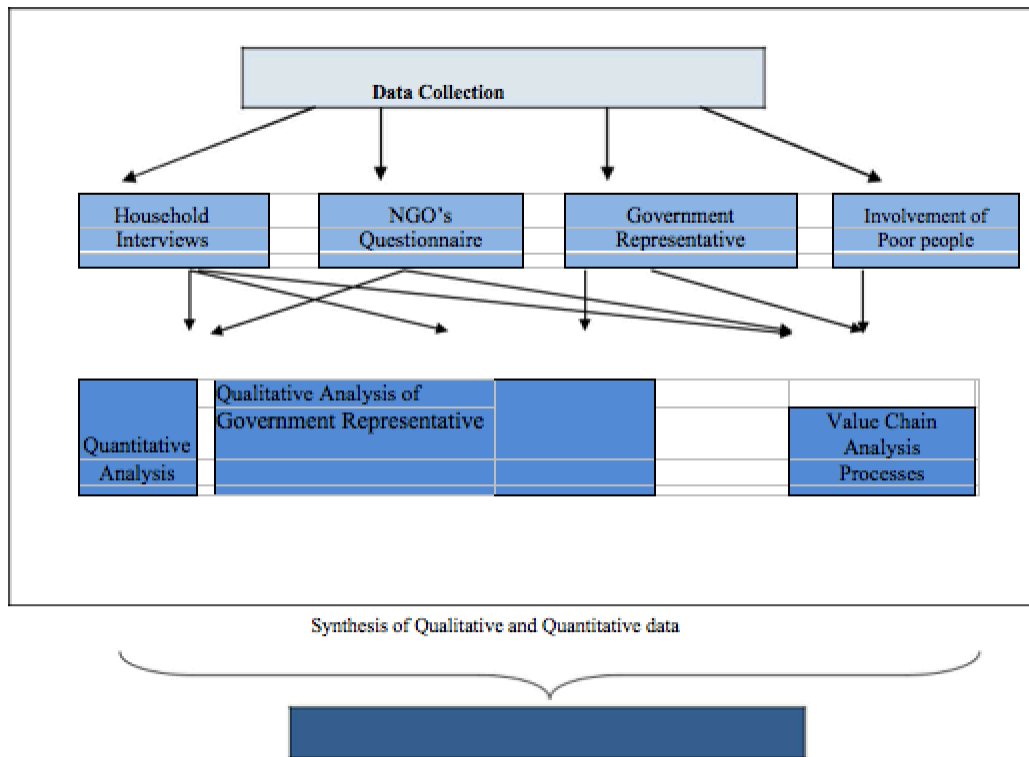 Data Collection
Household
Interviews
NGO’s
Questionnaire
Government
Representative
Involvement of
Poor people
Quantitative
Analysis
Qualitative Analysis of
Government Representative
Value Chain
Analysis
Processes
Synthesis of Qualitative and Quantitative data